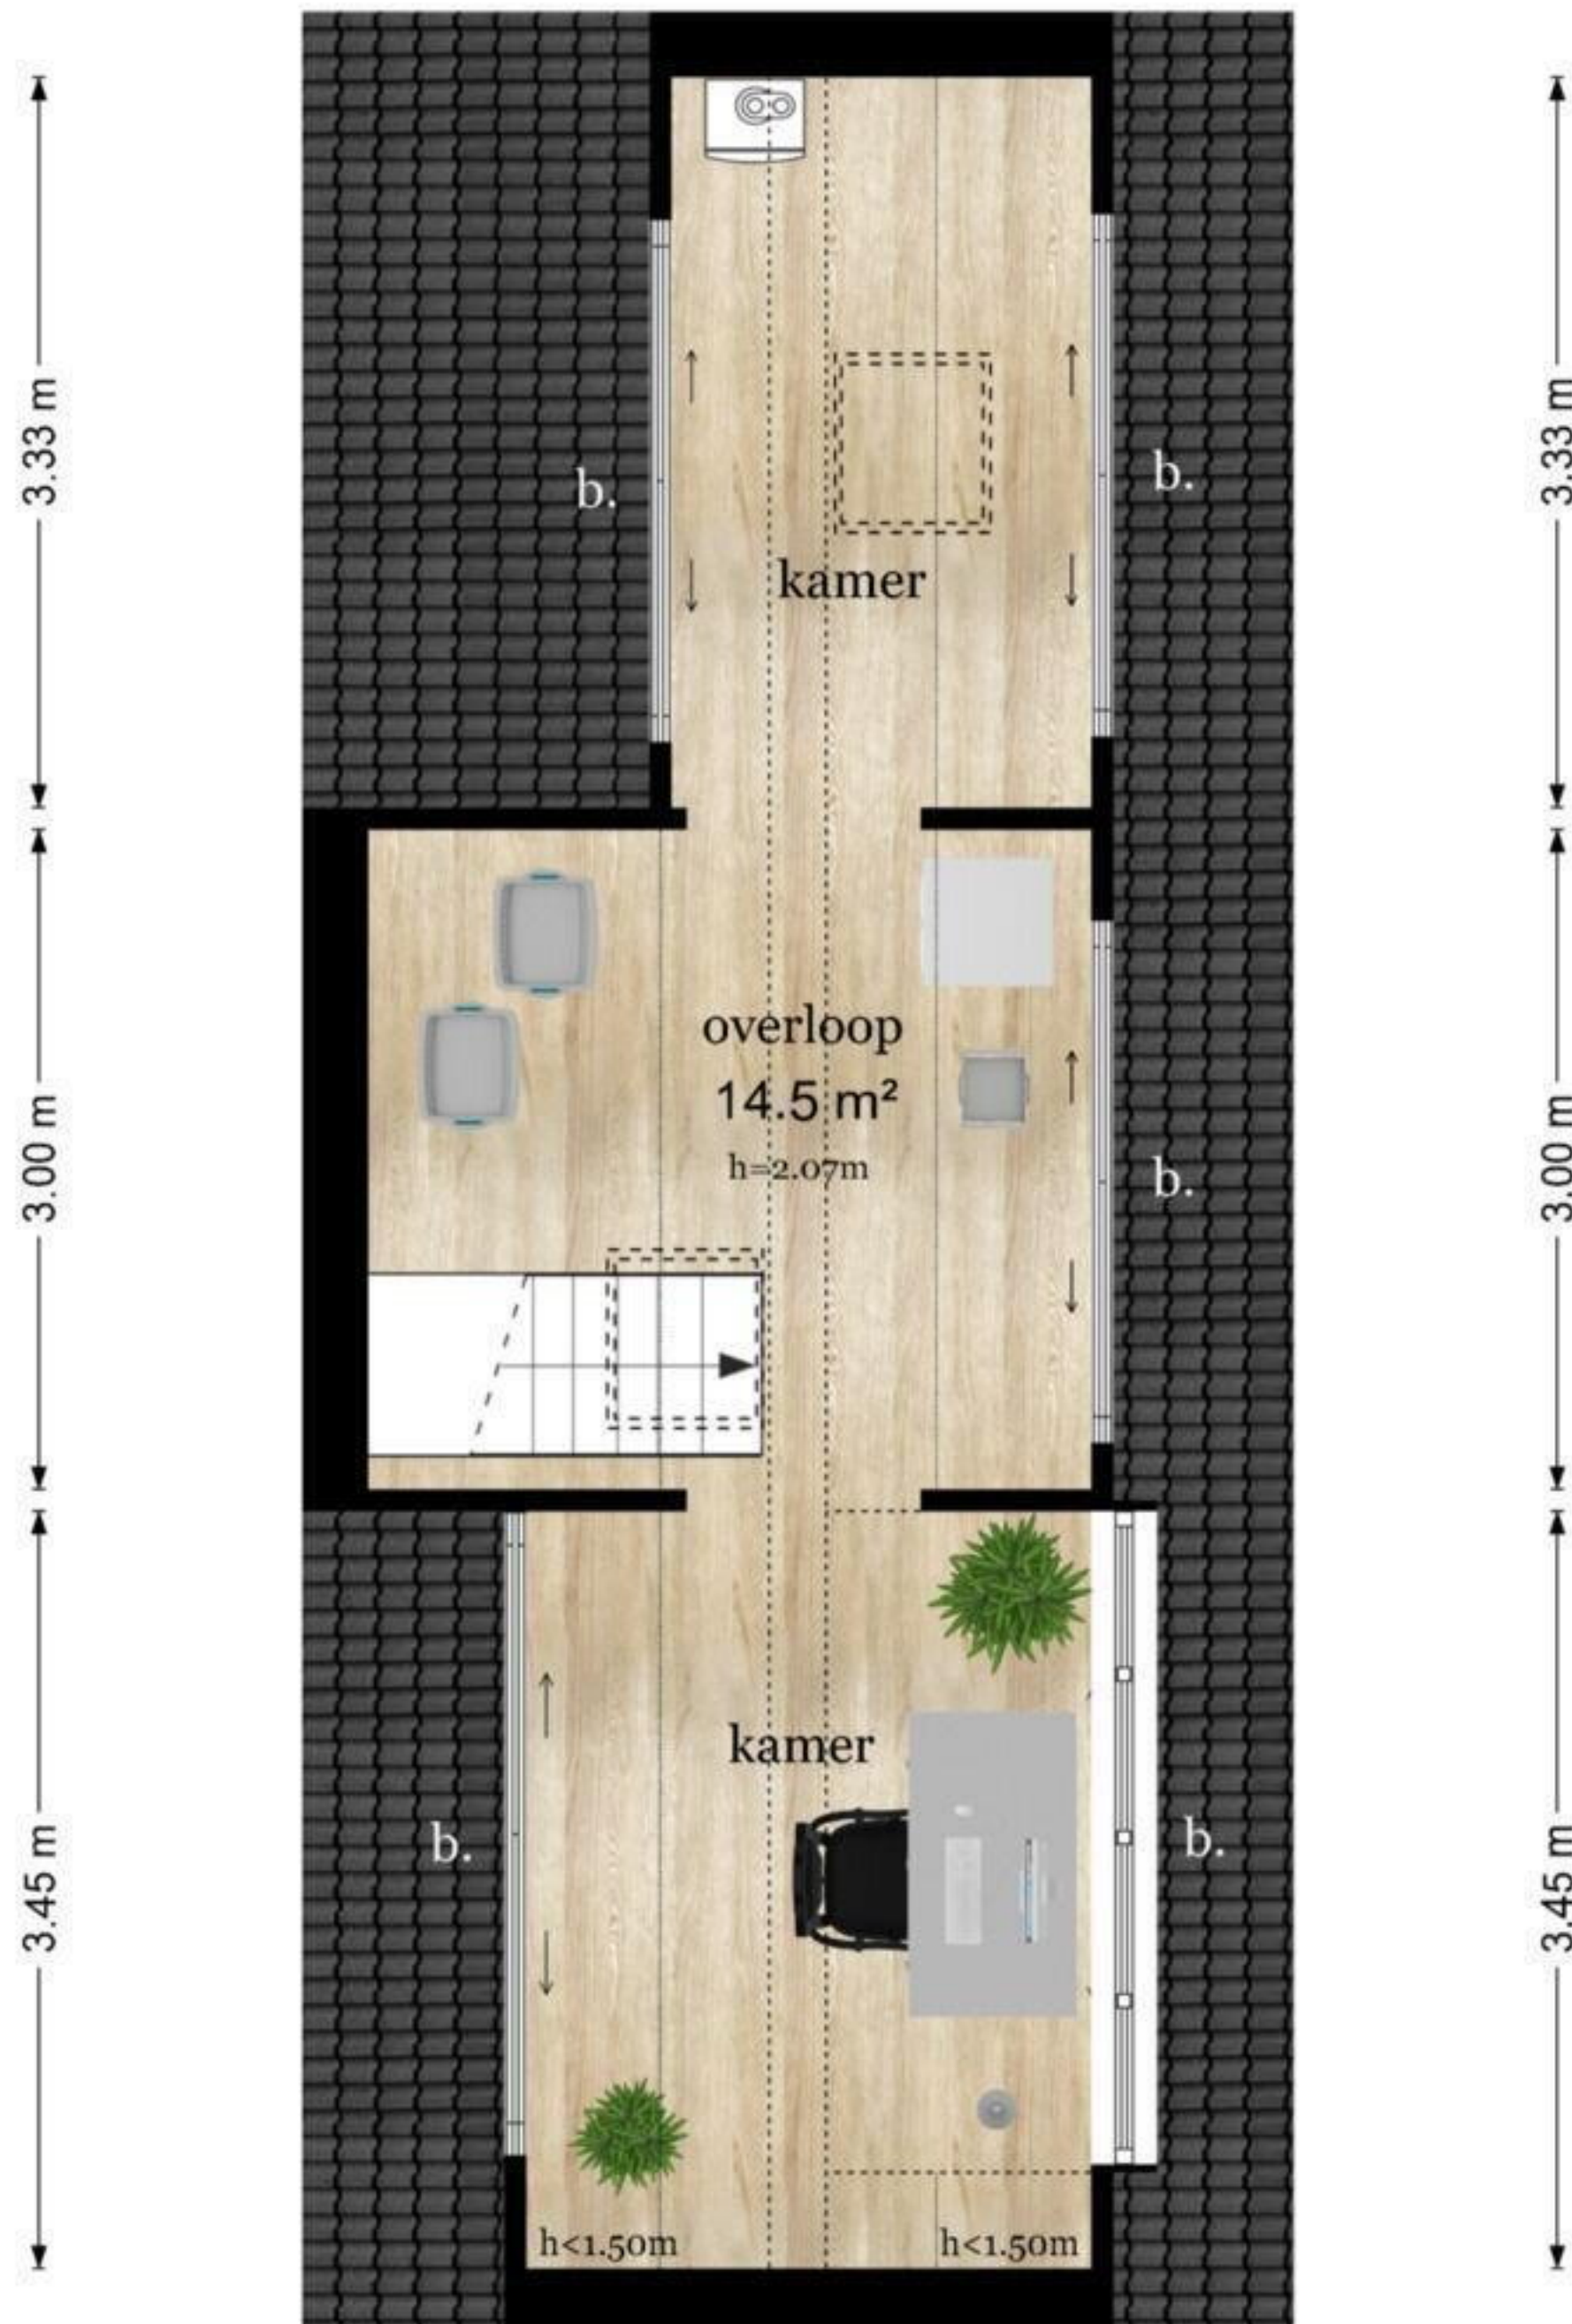 3.33 m
3.33 m
b.
b.
kamer
overloop
14.5 m²
h=2.07m
3.00 m
3.00 m
b.
kamer
b.
b.
3.45 m
3.45 m
h<1.50m
h<1.50m